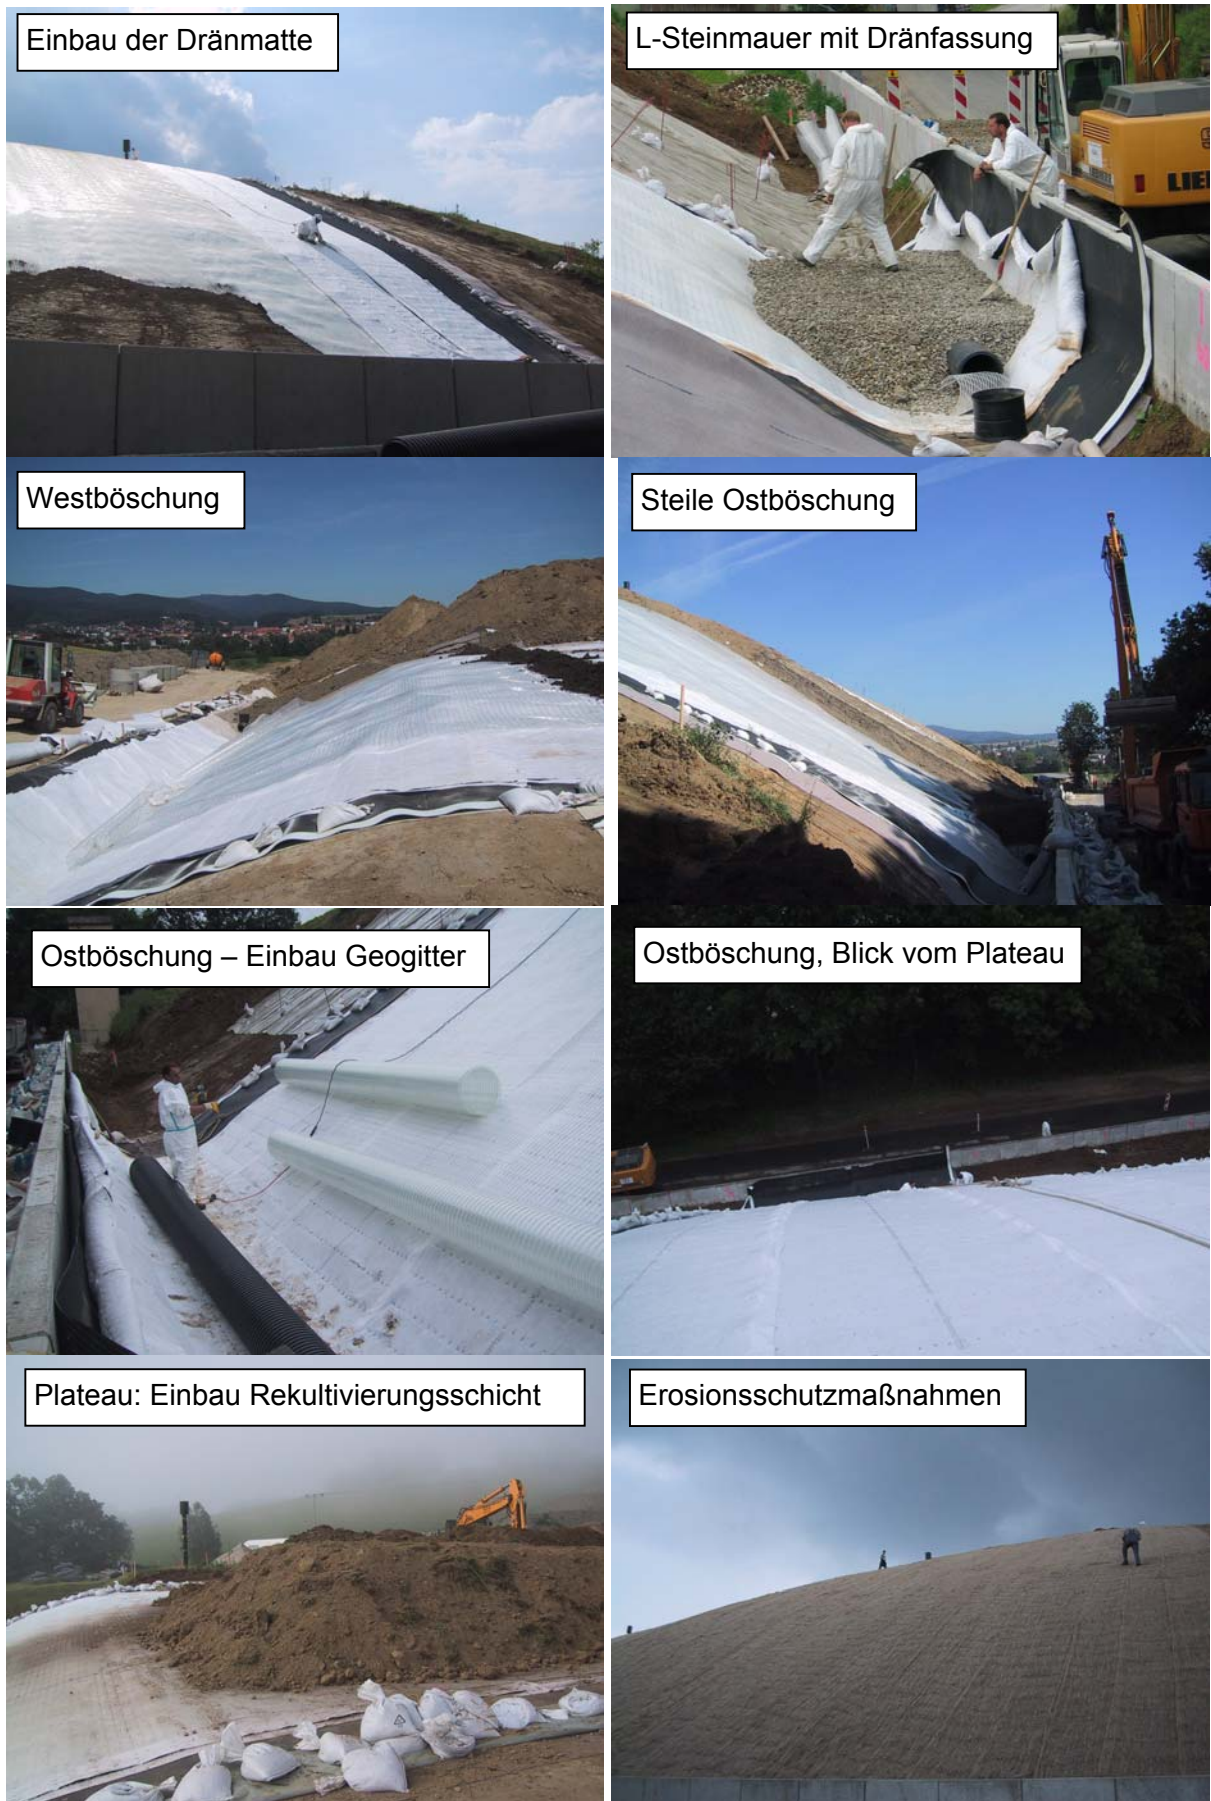 Einbau der Dränmatte
L-Steinmauer mit Dränfassung
LIEB
Westböschung
Steile Ostböschung
Ostböschung – Einbau Geogitter
Ostböschung, Blick vom Plateau
Plateau: Einbau Rekultivierungsschicht
Erosionsschutzmaßnahmen